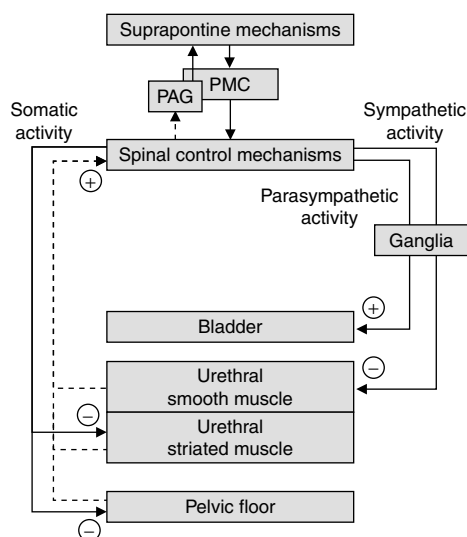 Suprapontine mechanisms
PMC
PAG
Somatic
activity
Sympathetic
activity
Spinal control mechanisms
+
Parasympathetic
activity
Ganglia
+
Bladder
−
Urethral
smooth muscle
−
Urethral
striated muscle
Pelvic floor
−